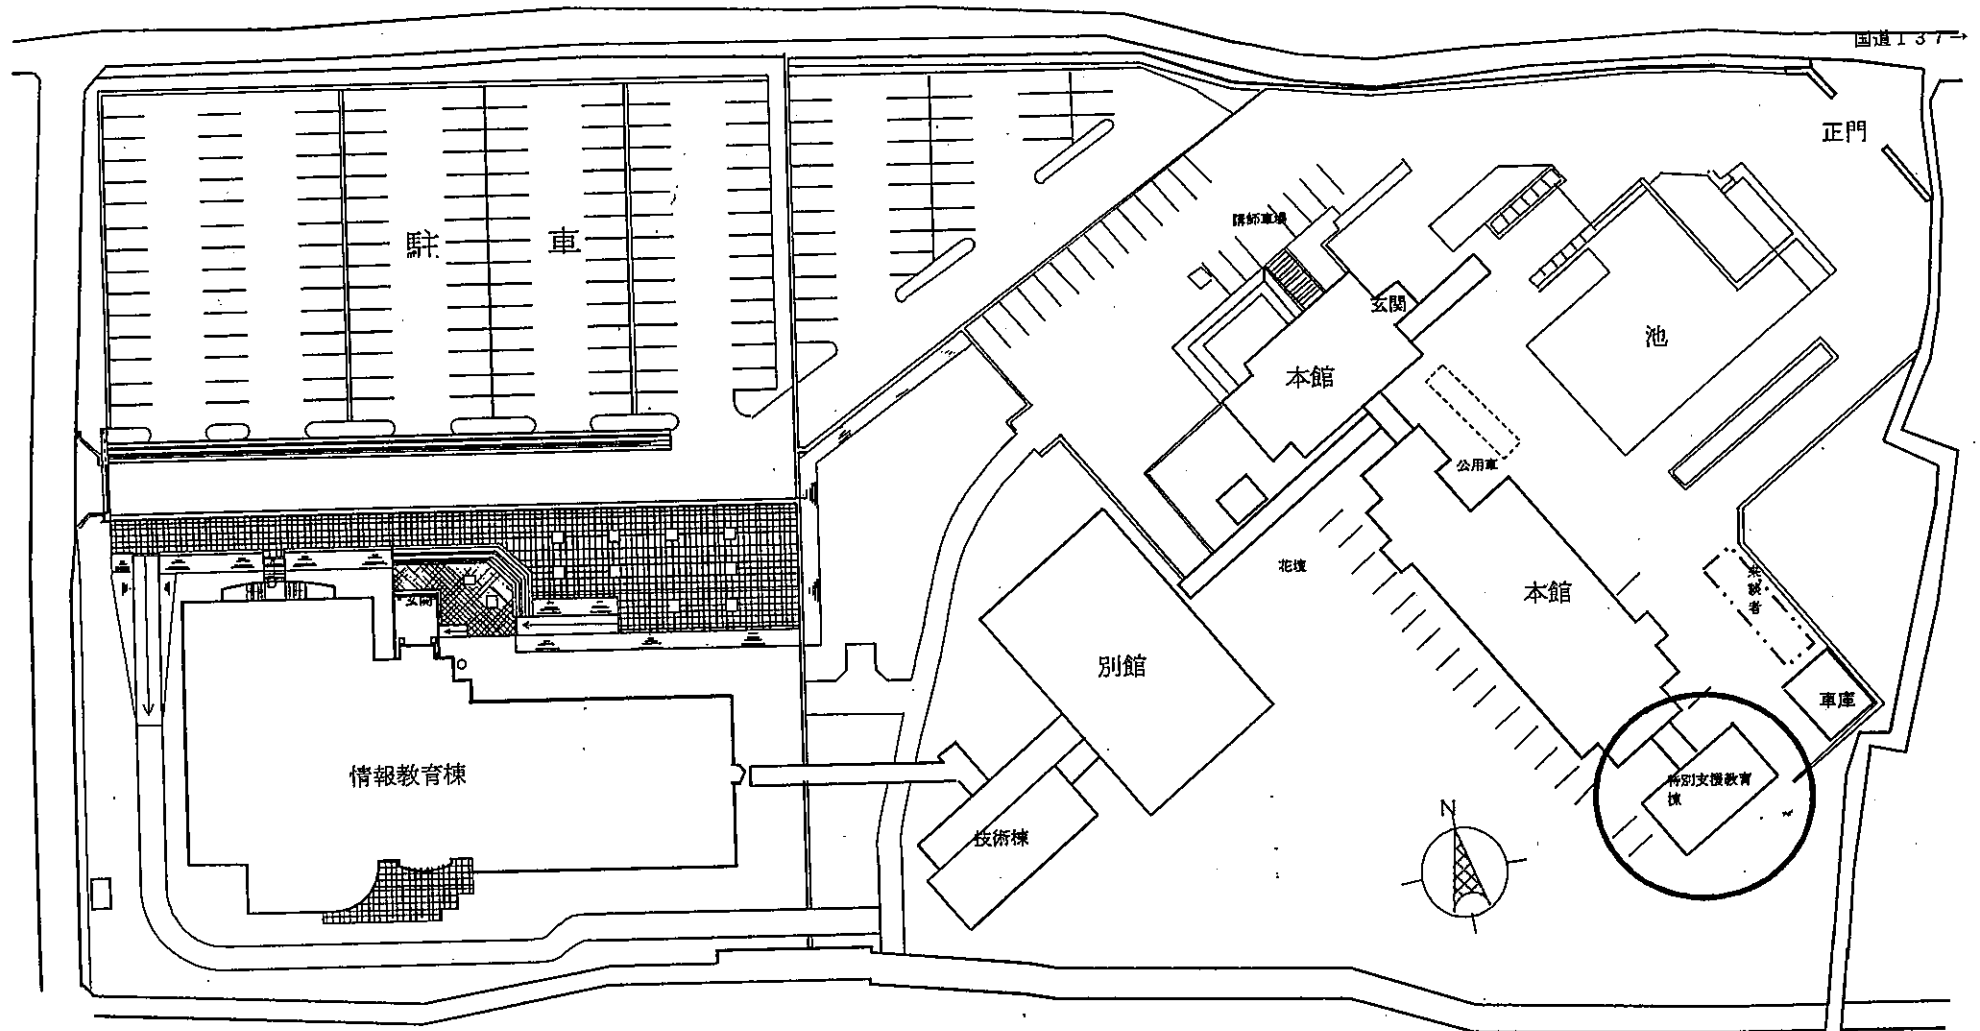 国道137→
正門
駐
車
講師車場
玄関
本館
池
公用車
花壇
本館
来談者
玄関
別館
車庫
情報教育棟
特別支援教育
棟
技術棟
N